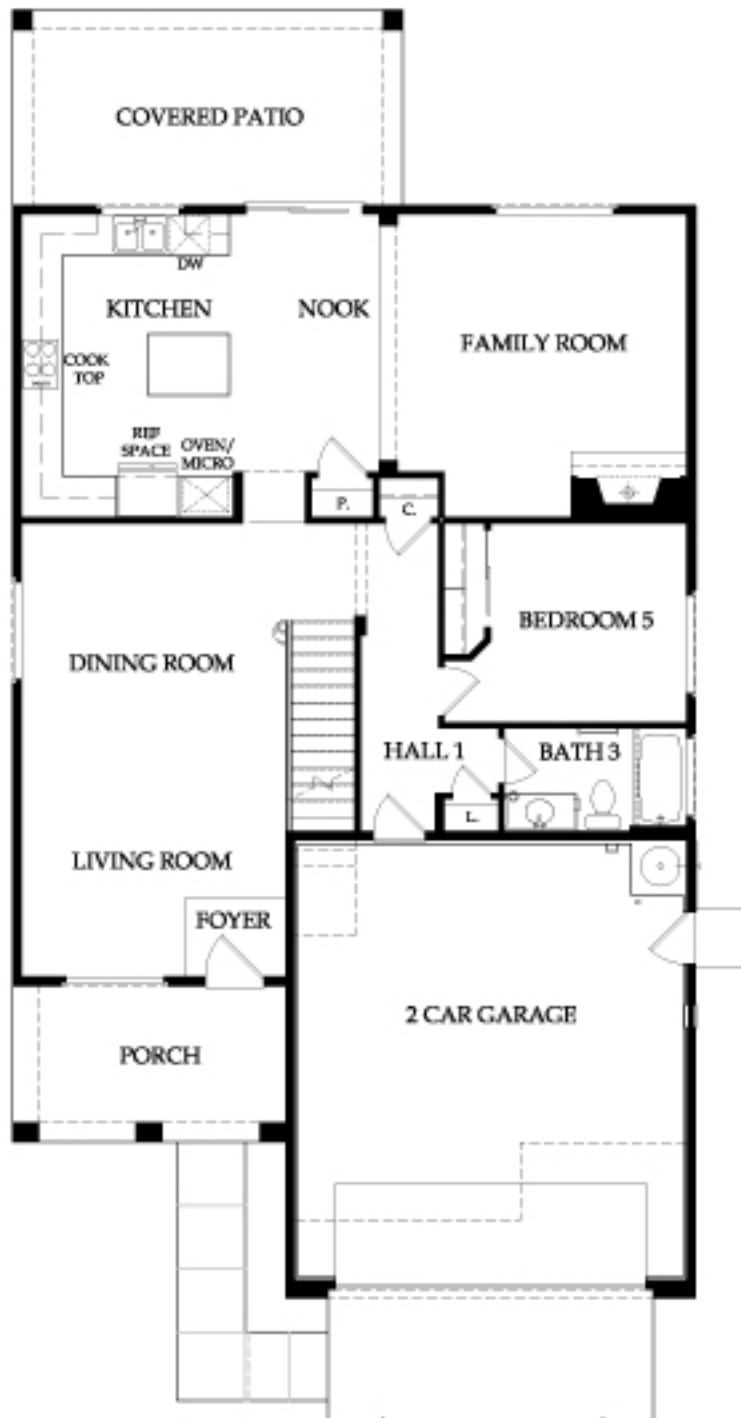 COVERED PATIO
DW
KITCHEN
NOOK
FAMILY ROOM
COOK
TOP
REF
SPACE
OVEN/
MICRO
P.
C.
BEDROOM 5
DINING ROOM
HALL 1
BATH 3
L.
LIVING ROOM
FOYER
2 CAR GARAGE
PORCH